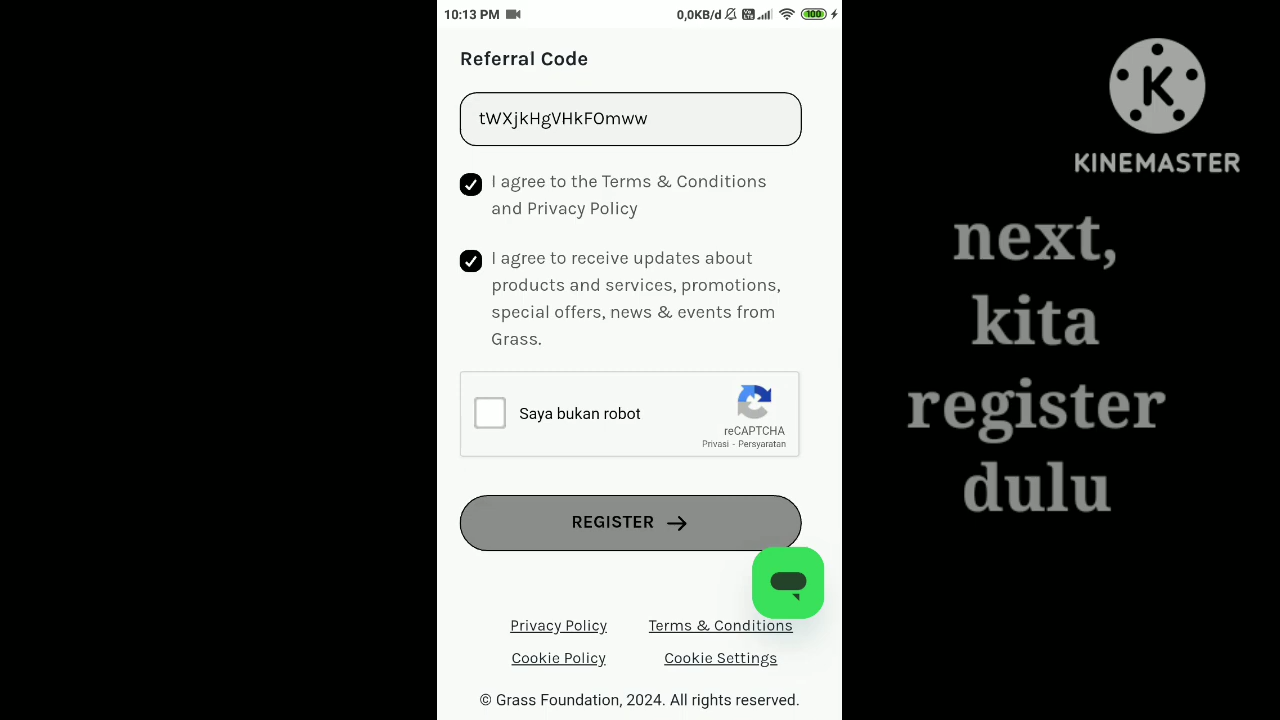 10:13 PM
0,0KB/d
Vo LTE
100
Referral Code
tWXjkHgVHkFOmww
I agree to the Terms & Conditions
and Privacy Policy
I agree to receive updates about
products and services, promotions,
special offers, news & events from
Grass.
Saya bukan robot
reCAPTCHA
Privasi - Persyaratan
REGISTER
Privacy Policy
Terms & Conditions
Cookie Policy
Cookie Settings
© Grass Foundation, 2024. All rights reserved.
K
KINEMASTER
next,
kita
register
dulu